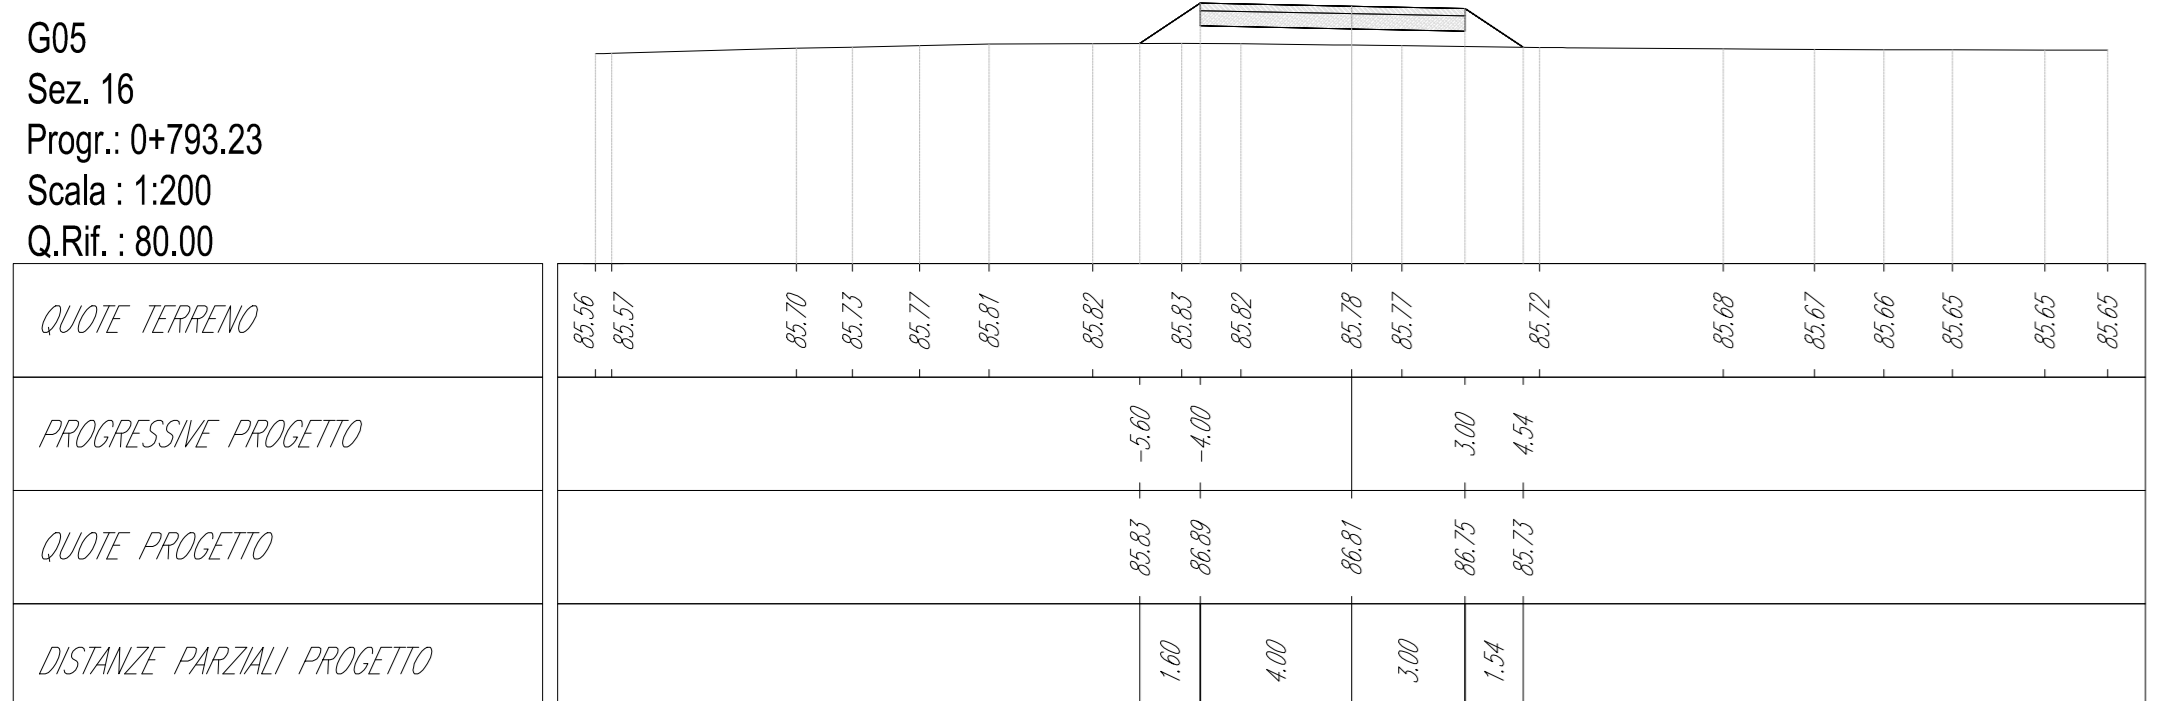 G05
Sez. 16
Progr.: 0+793.23
Scala : 1:200
Q.Rif. : 80.00
QUOTE TERRENO 85.56 85.57 85.70 85.73 85.77 85.81 85.82 85.83 85.82 85.78 85.77 85.72 85.68 85.67 85.66 85.65 85.65 85.65
PROGRESSIVE PROGETTO -5.60 -4.00 3.00 4.54
QUOTE PROGETTO 85.83 86.89 86.81 86.75 85.73
DISTANZE PARZIALI PROGETTO 1.60 4.00 3.00 1.54